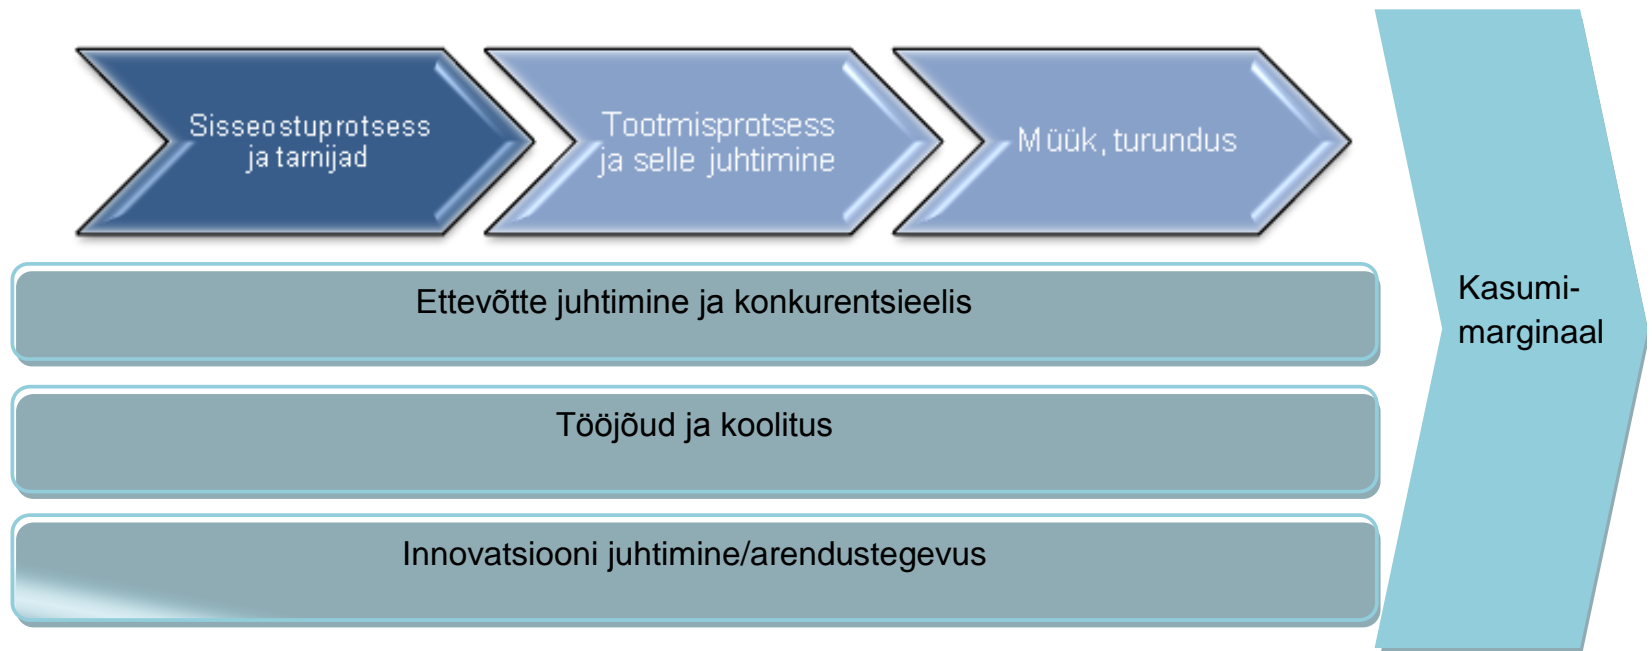 Sisseostuprotsess
ja tarnijad
Tootmisprotsess
ja selle juhtimine
Müük, turundus
Ettevõtte juhtimine ja konkurentsieelis
Tööjõud ja koolitus
Innovatsiooni juhtimine/arendustegevus
Kasumi-
marginaal